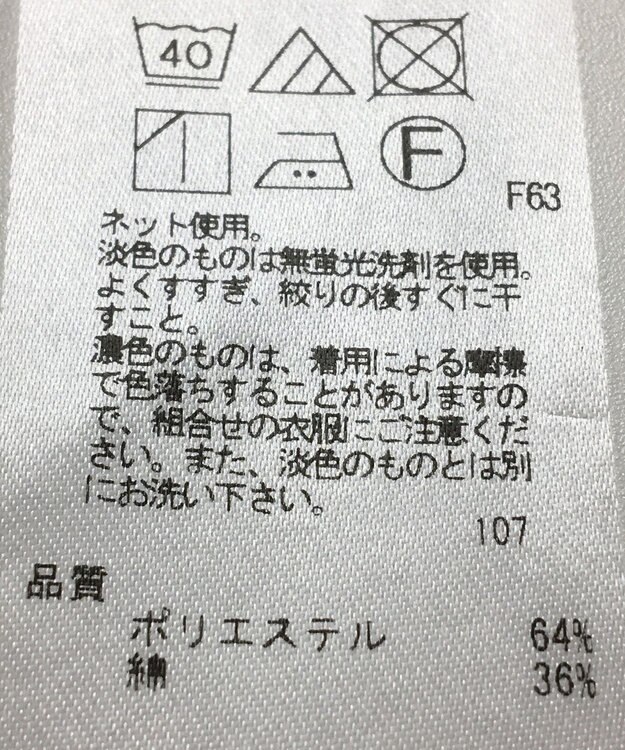 40
F
F63
ネット使用。
淡色のものは無蛍光洗剤を使用。
よくすすぎ、絞りの後すぐに干
すこと。
濃色のものは、着用による摩擦
で色落ちすることがありますの
で、組合せの衣服にご注意くだ
さい。また、淡色のものとは別
にお洗い下さい。
107
品質
ポリエステル 64%
綿 36%